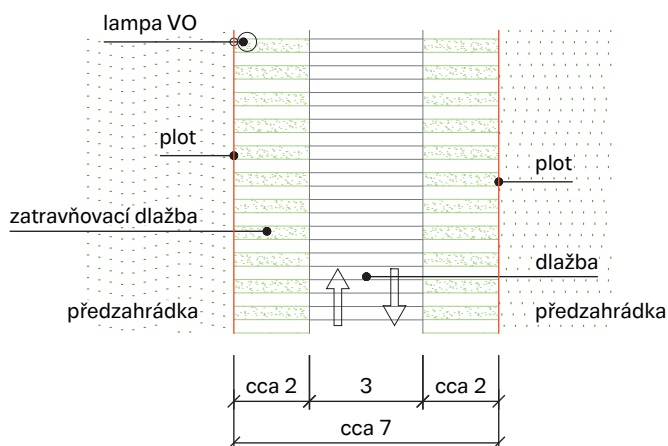 lampa VO
plot
plot
zatravňovací dlažba
dlažba
předzahrádka
předzahrádka
cca 2
3
cca 2
cca 7